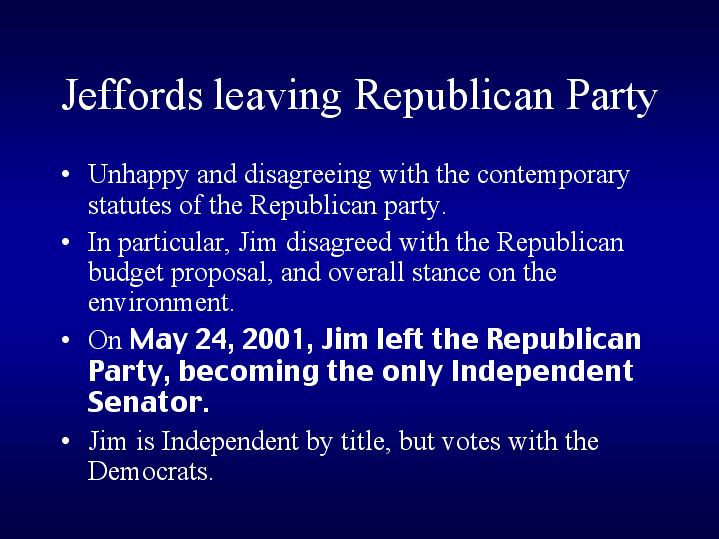 Jeffords leaving Republican Party
• Unhappy and disagreeing with the contemporary
statutes of the Republican party.
• In particular, Jim disagreed with the Republican
budget proposal, and overall stance on the
environment.
• On May 24, 2001, Jim left the Republican
Party, becoming the only Independent
Senator.
• Jim is Independent by title, but votes with the
Democrats.